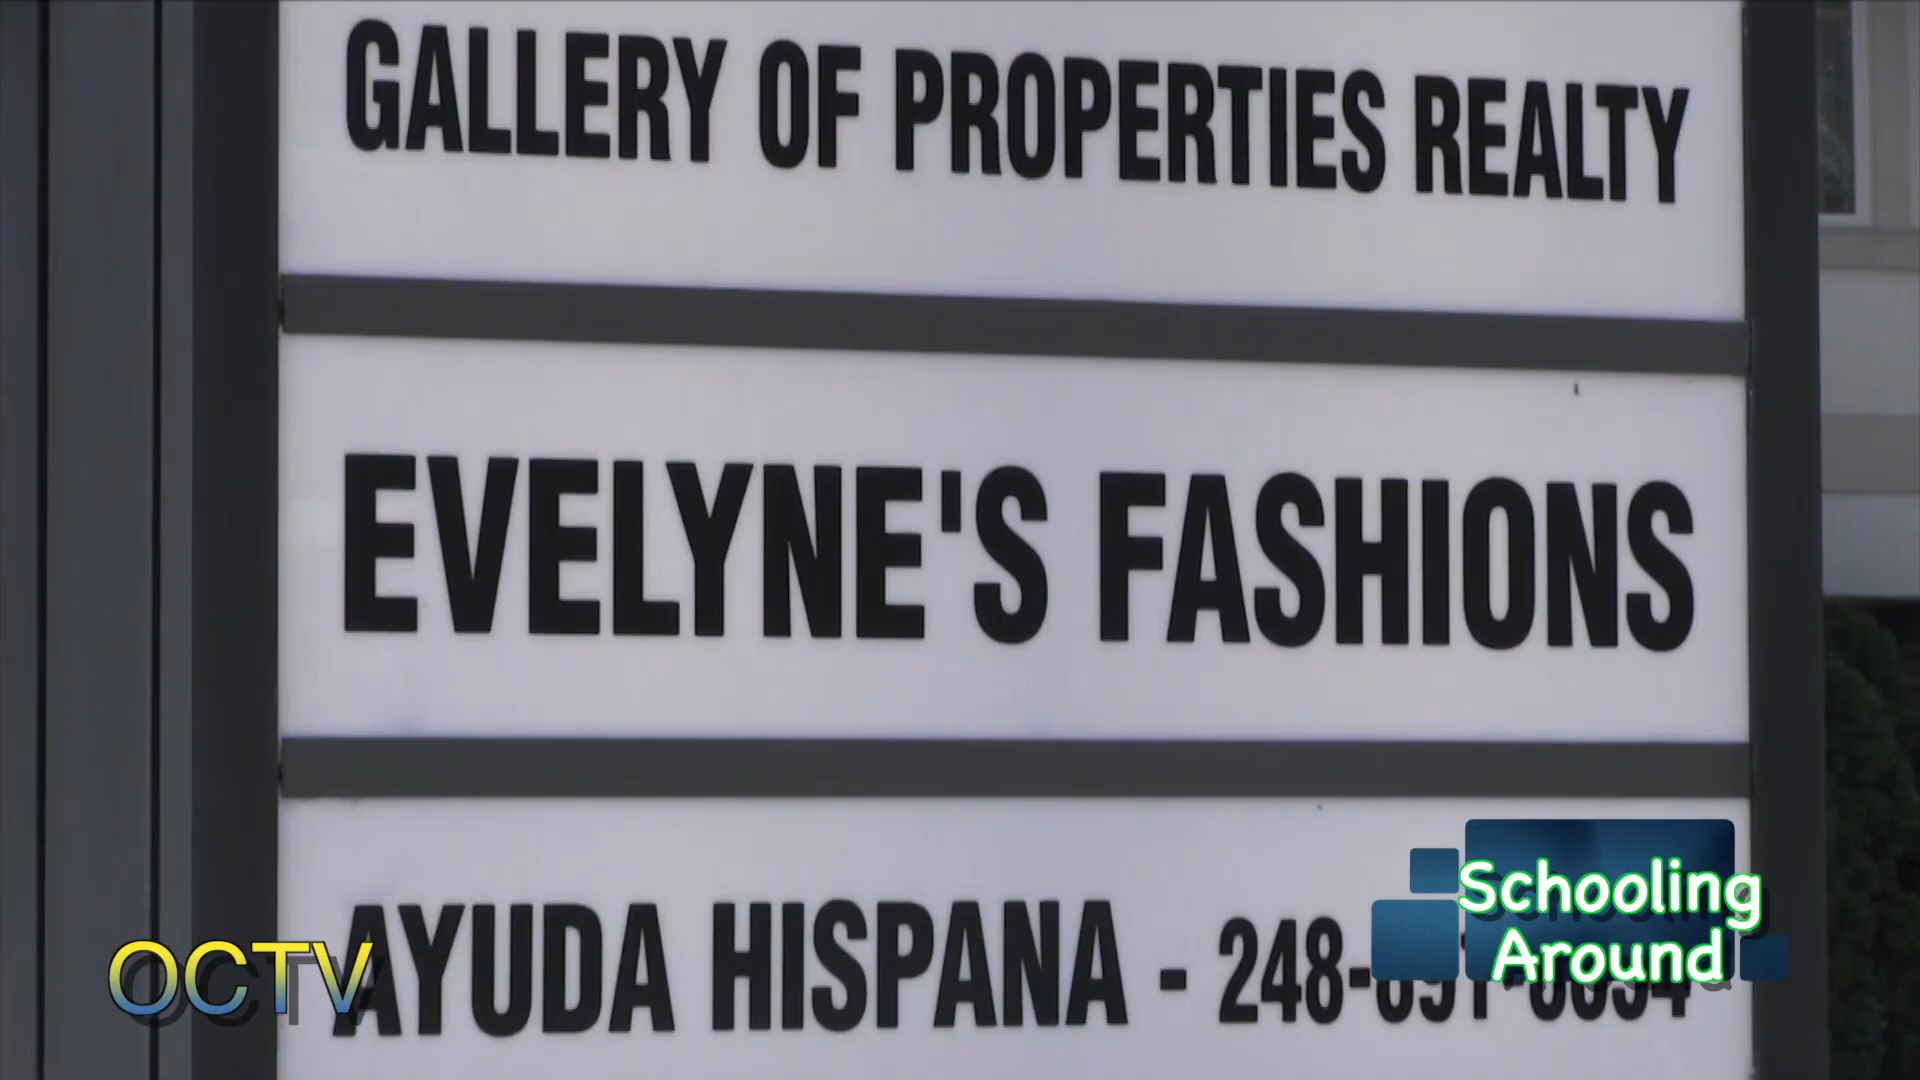 GALLERY OF PROPERTIES REALTY
EVELYNE'S FASHIONS
AYUDA HISPANA - 248-
Schooling
Around
OCTV